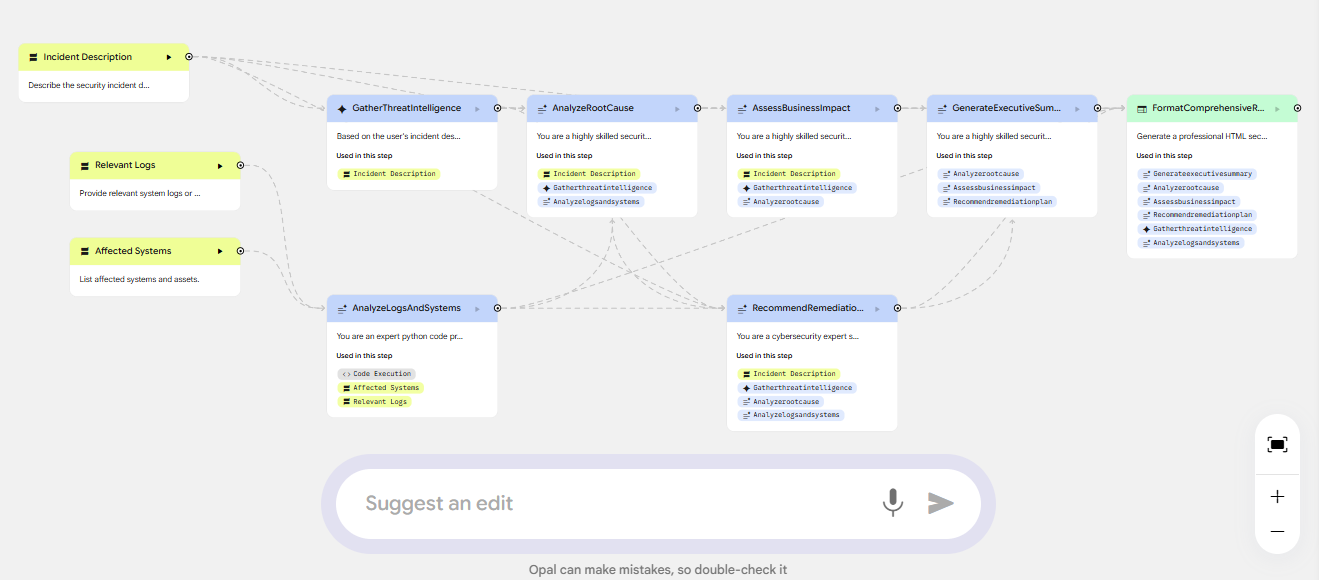 Incident Description
Describe the security incident d...
Relevant Logs
Provide relevant system logs or ...
Affected Systems
List affected systems and assets.
GatherThreatIntelligence
Based on the user's incident des...
Used in this step
Incident Description
AnalyzeRootCause
You are a highly skilled securit...
Used in this step
Incident Description
Gatherthreatintelligence
Analyzelogsandsystems
AssessBusinessImpact
You are a highly skilled securit...
Used in this step
Incident Description
Gatherthreatintelligence
Analyzerootcause
GenerateExecutiveSum...
You are a highly skilled securit...
Used in this step
Analyzerootcause
Assessbusinessimpact
Recommendremediationplan
FormatComprehensiveR...
Generate a professional HTML sec...
Used in this step
Generateexecutivesummary
Analyzerootcause
Assessbusinessimpact
Recommendremediationplan
Gatherthreatintelligence
Analyzelogsandsystems
AnalyzeLogsAndSystems
You are an expert python code pr...
Used in this step
Code Execution
Affected Systems
Relevant Logs
RecommendRemediatio...
You are a cybersecurity expert s...
Used in this step
Incident Description
Gatherthreatintelligence
Analyzerootcause
Analyzelogsandsystems
Suggest an edit
Opal can make mistakes, so double-check it